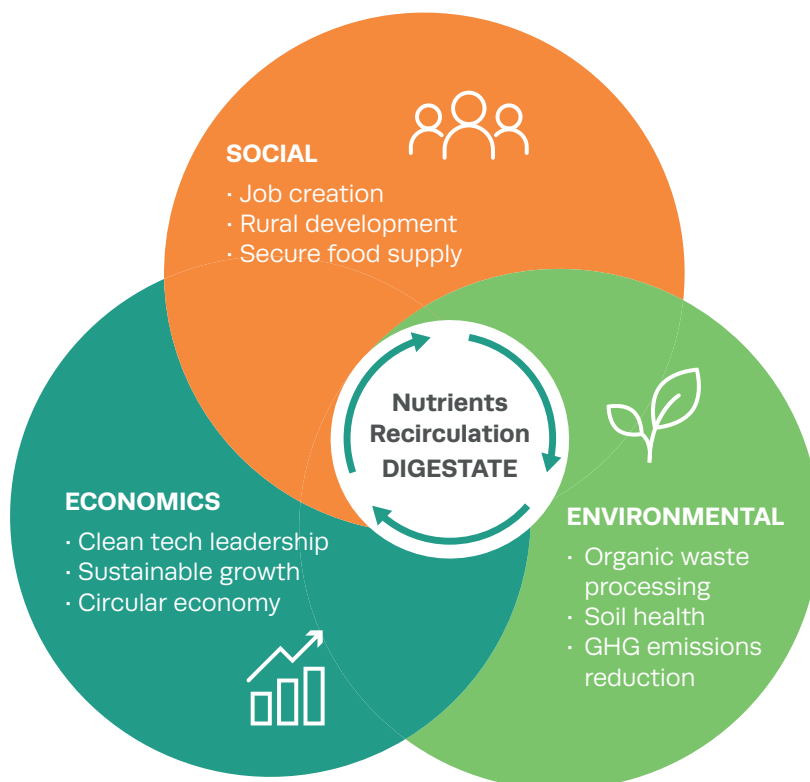 SOCIAL
· Job creation
· Rural development
· Secure food supply
Nutrients
Recirculation
DIGESTATE
ECONOMICS
· Clean tech leadership
· Sustainable growth
· Circular economy
ENVIRONMENTAL
· Organic waste
processing
· Soil health
· GHG emissions
reduction